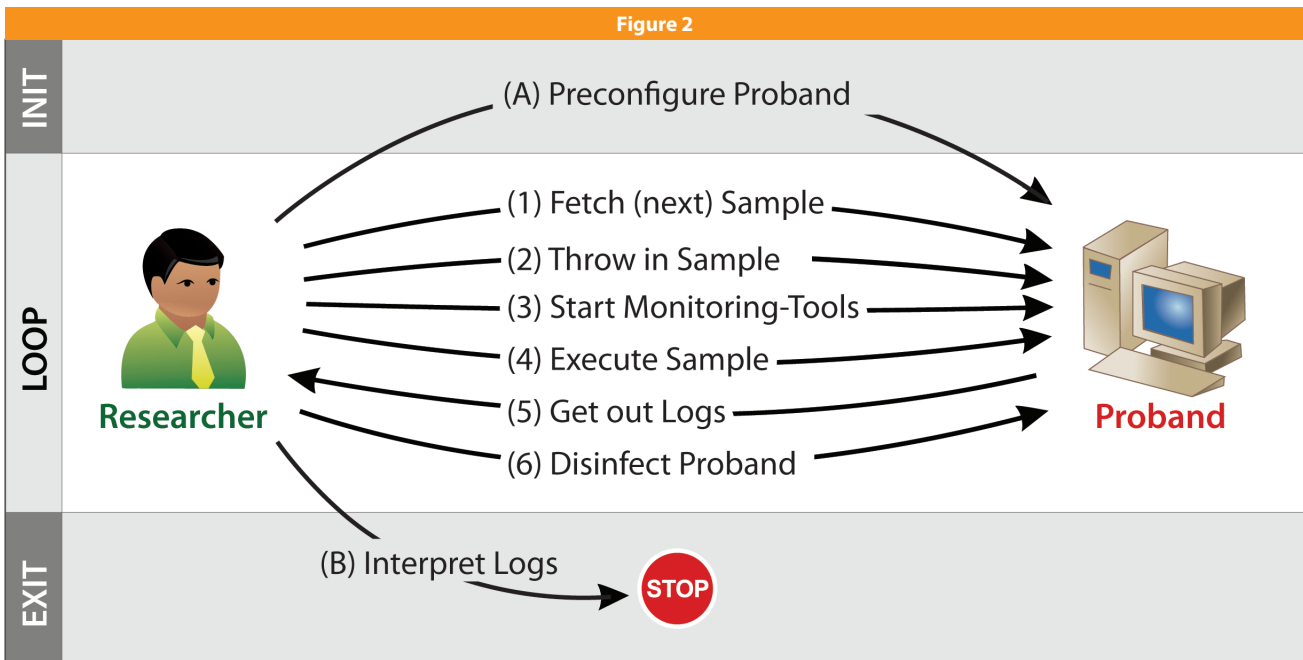 Figure 2
INIT
(A) Preconfigure Proband
LOOP
(1) Fetch (next) Sample
(2) Throw in Sample
(3) Start Monitoring-Tools
(4) Execute Sample
(5) Get out Logs
(6) Disinfect Proband
Researcher
Proband
EXIT
(B) Interpret Logs
STOP